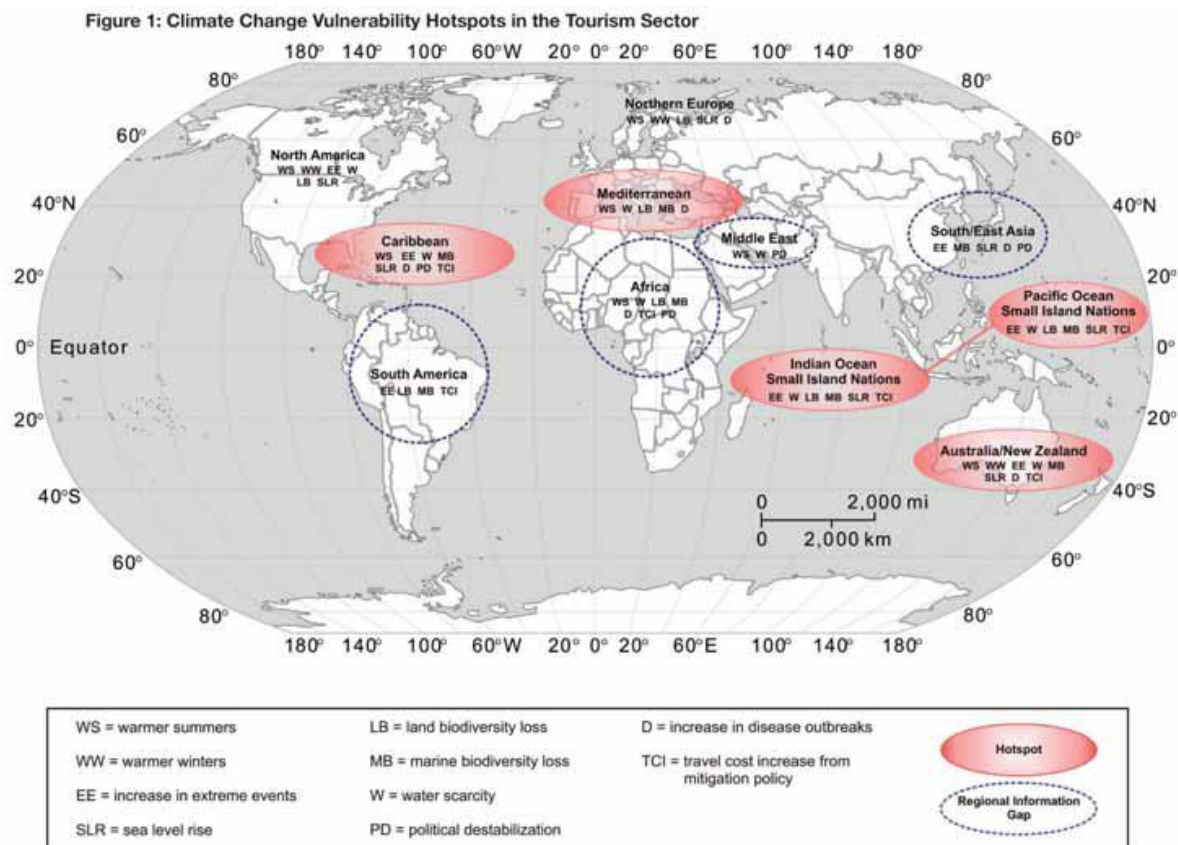 Figure 1: Climate Change Vulnerability Hotspots in the Tourism Sector
180° 140° 100° 60°W 20° 0° 20° 60°E 100° 140° 180°
80° 80°
Northern Europe
WS WW LB SLR D
60° 60°
North America
WS WW EE W
LB SLR
Mediterranean
WS W LB MB D
40°N 40°N
Caribbean
WS EE W MB
SLR D PD TCI
Middle East
WS W PD
South/East Asia
EE MB SLR D PD
20° 20°
Africa
WS W LB MB
D TCI PD
Pacific Ocean
Small Island Nations
EE W LB MB SLR TCI
0° Equator 0°
South America
EE LB MB TCI
Indian Ocean
Small Island Nations
EE W LB MB SLR TCI
20° 20°
Australia/New Zealand
WS WW EE W MB
SLR D TCI
40°S 40°S
0 2,000 mi
0 2,000 km
60° 60°
80° 80°
180° 140° 100° 60°W 20° 0° 20° 60°E 100° 140° 180°
WS = warmer summers
WW = warmer winters
EE = increase in extreme events
SLR = sea level rise
LB = land biodiversity loss
MB = marine biodiversity loss
W = water scarcity
PD = political destabilization
D = increase in disease outbreaks
TCI = travel cost increase from
mitigation policy
Hotspot
Regional Information
Gap